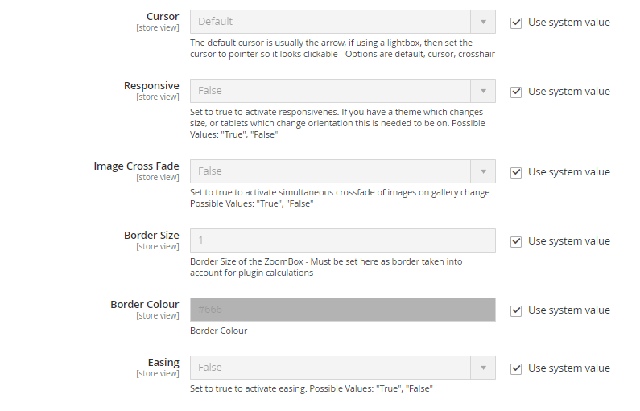 Cursor
[store view]
Default
Use system value
The default cursor is usually the arrow, if using a lightbox, then set the
cursor to pointer so it looks clickable - Options are default, cursor, crosshair
Responsive
[store view]
False
Use system value
Set to true to activate responsivenes. If you have a theme which changes
size, or tablets which change orientation this is needed to be on. Possible
Values: "True", "False"
Image Cross Fade
[store view]
False
Use system value
Set to true to activate simultaneous crossfade of images on gallery change.
Possible Values: "True", "False"
Border Size
[store view]
1
Use system value
Border Size of the ZoomBox - Must be set here as border taken into
account for plugin calculations
Border Colour
[store view]
Use system value
Border Colour
Easing
[store view]
False
Use system value
Set to true to activate easing. Possible Values: "True", "False"